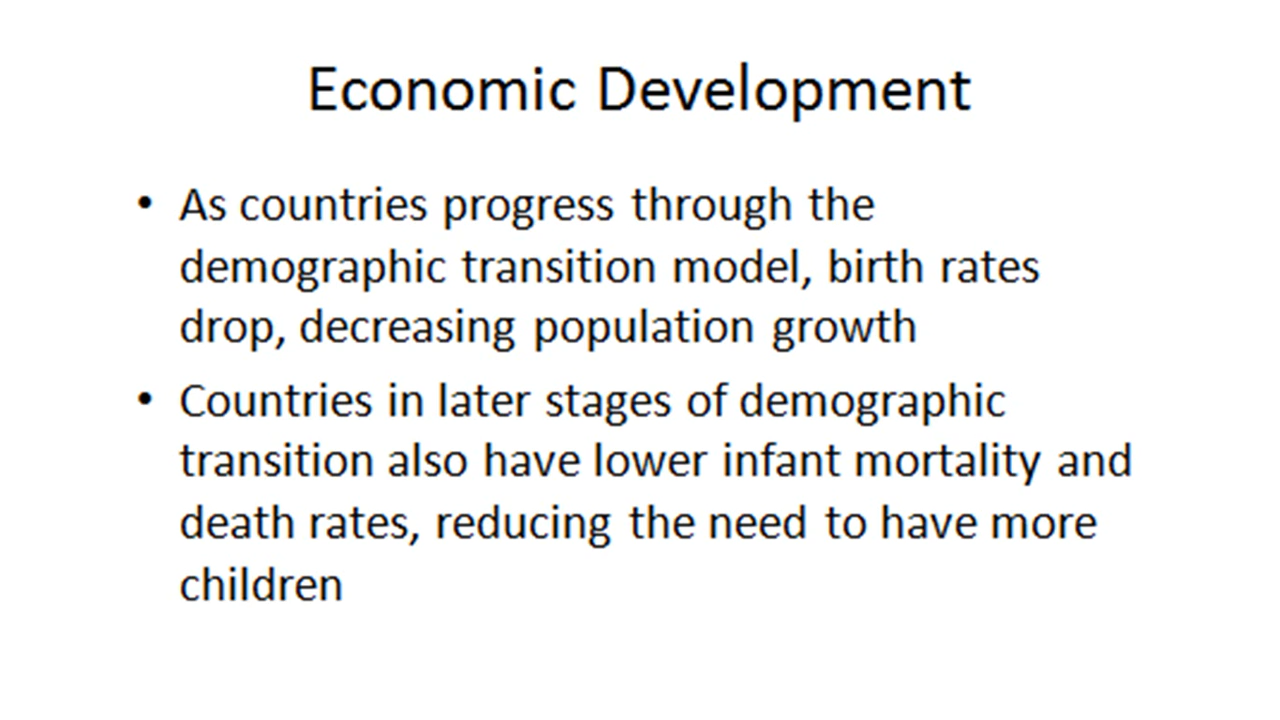 Economic Development
• As countries progress through the
demographic transition model, birth rates
drop, decreasing population growth
• Countries in later stages of demographic
transition also have lower infant mortality and
death rates, reducing the need to have more
children